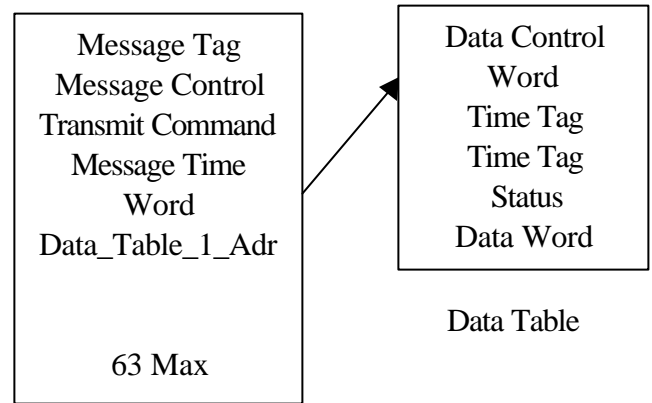 Message Tag
Message Control
Transmit Command
Message Time
Word
Data_Table_1_Adr
63 Max
Data Control
Word
Time Tag
Time Tag
Status
Data Word
Data Table